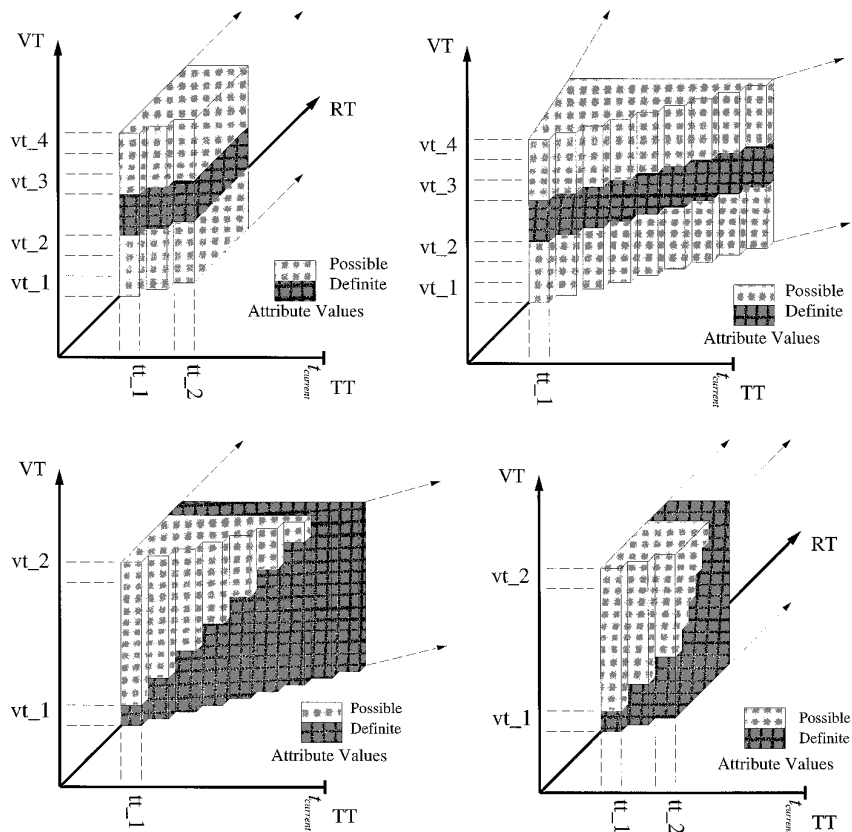 VT
RT
vt_4
vt_3
vt_2
vt_1
Possible
Definite
Attribute Values
tt_1
tt_2
t_current
TT
VT
vt_4
vt_3
vt_2
vt_1
Possible
Definite
Attribute Values
tt_1
t_current
TT
VT
vt_2
vt_1
Possible
Definite
Attribute Values
tt_1
t_current
TT
VT
RT
vt_2
vt_1
Possible
Definite
Attribute Values
tt_1
tt_2
t_current
TT